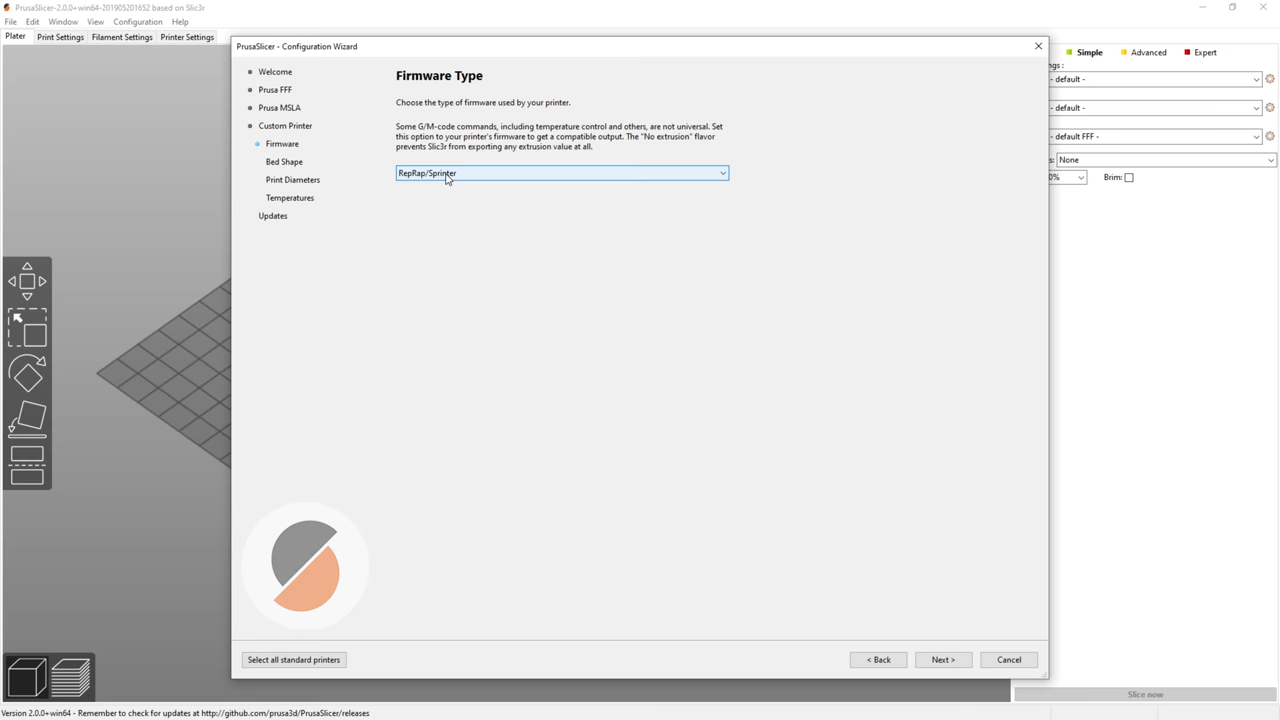 PrusaSlicer-2.0.0+win64-201905201652 based on Slic3r
File Edit Window View Configuration Help
Plater Print Settings Filament Settings Printer Settings
PrusaSlicer - Configuration Wizard
Welcome
Prusa FFF
Prusa MSLA
Custom Printer
Firmware
Bed Shape
Print Diameters
Temperatures
Updates
Firmware Type
Choose the type of firmware used by your printer.
Some G/M-code commands, including temperature control and others, are not universal. Set
this option to your printer's firmware to get a compatible output. The "No extrusion" flavor
prevents Slic3r from exporting any extrusion value at all.
RepRap/Sprinter
Select all standard printers
< Back
Next >
Cancel
Simple Advanced Expert
ngs :
- default -
- default -
- default FFF -
s: None
0% Brim:
Slice now
Version 2.0.0+win64 - Remember to check for updates at http://github.com/prusa3d/PrusaSlicer/releases